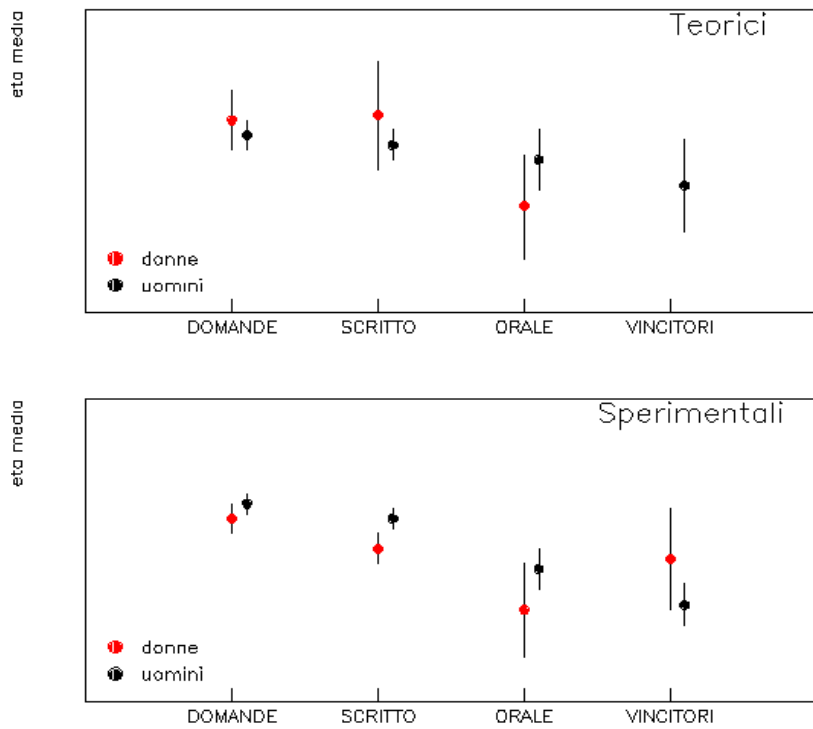 Teorici
eta media
donne
uomini
DOMANDE SCRITTO ORALE VINCITORI
Sperimentali
eta media
donne
uomini
DOMANDE SCRITTO ORALE VINCITORI